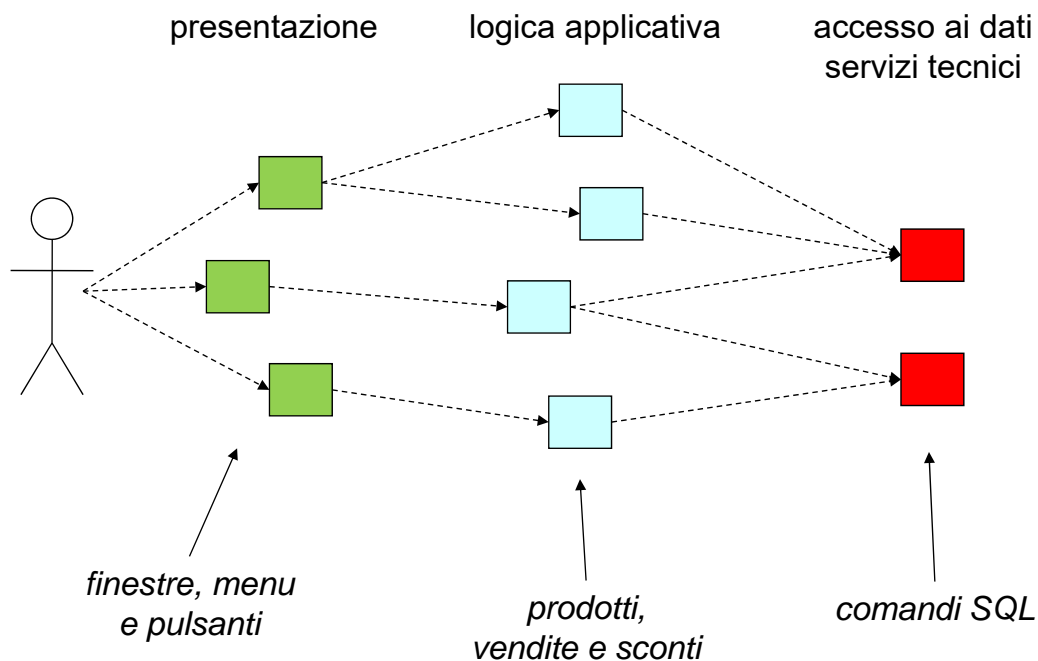 presentazione
logica applicativa
accesso ai dati
servizi tecnici
finestre, menu
e pulsanti
prodotti,
vendite e sconti
comandi SQL